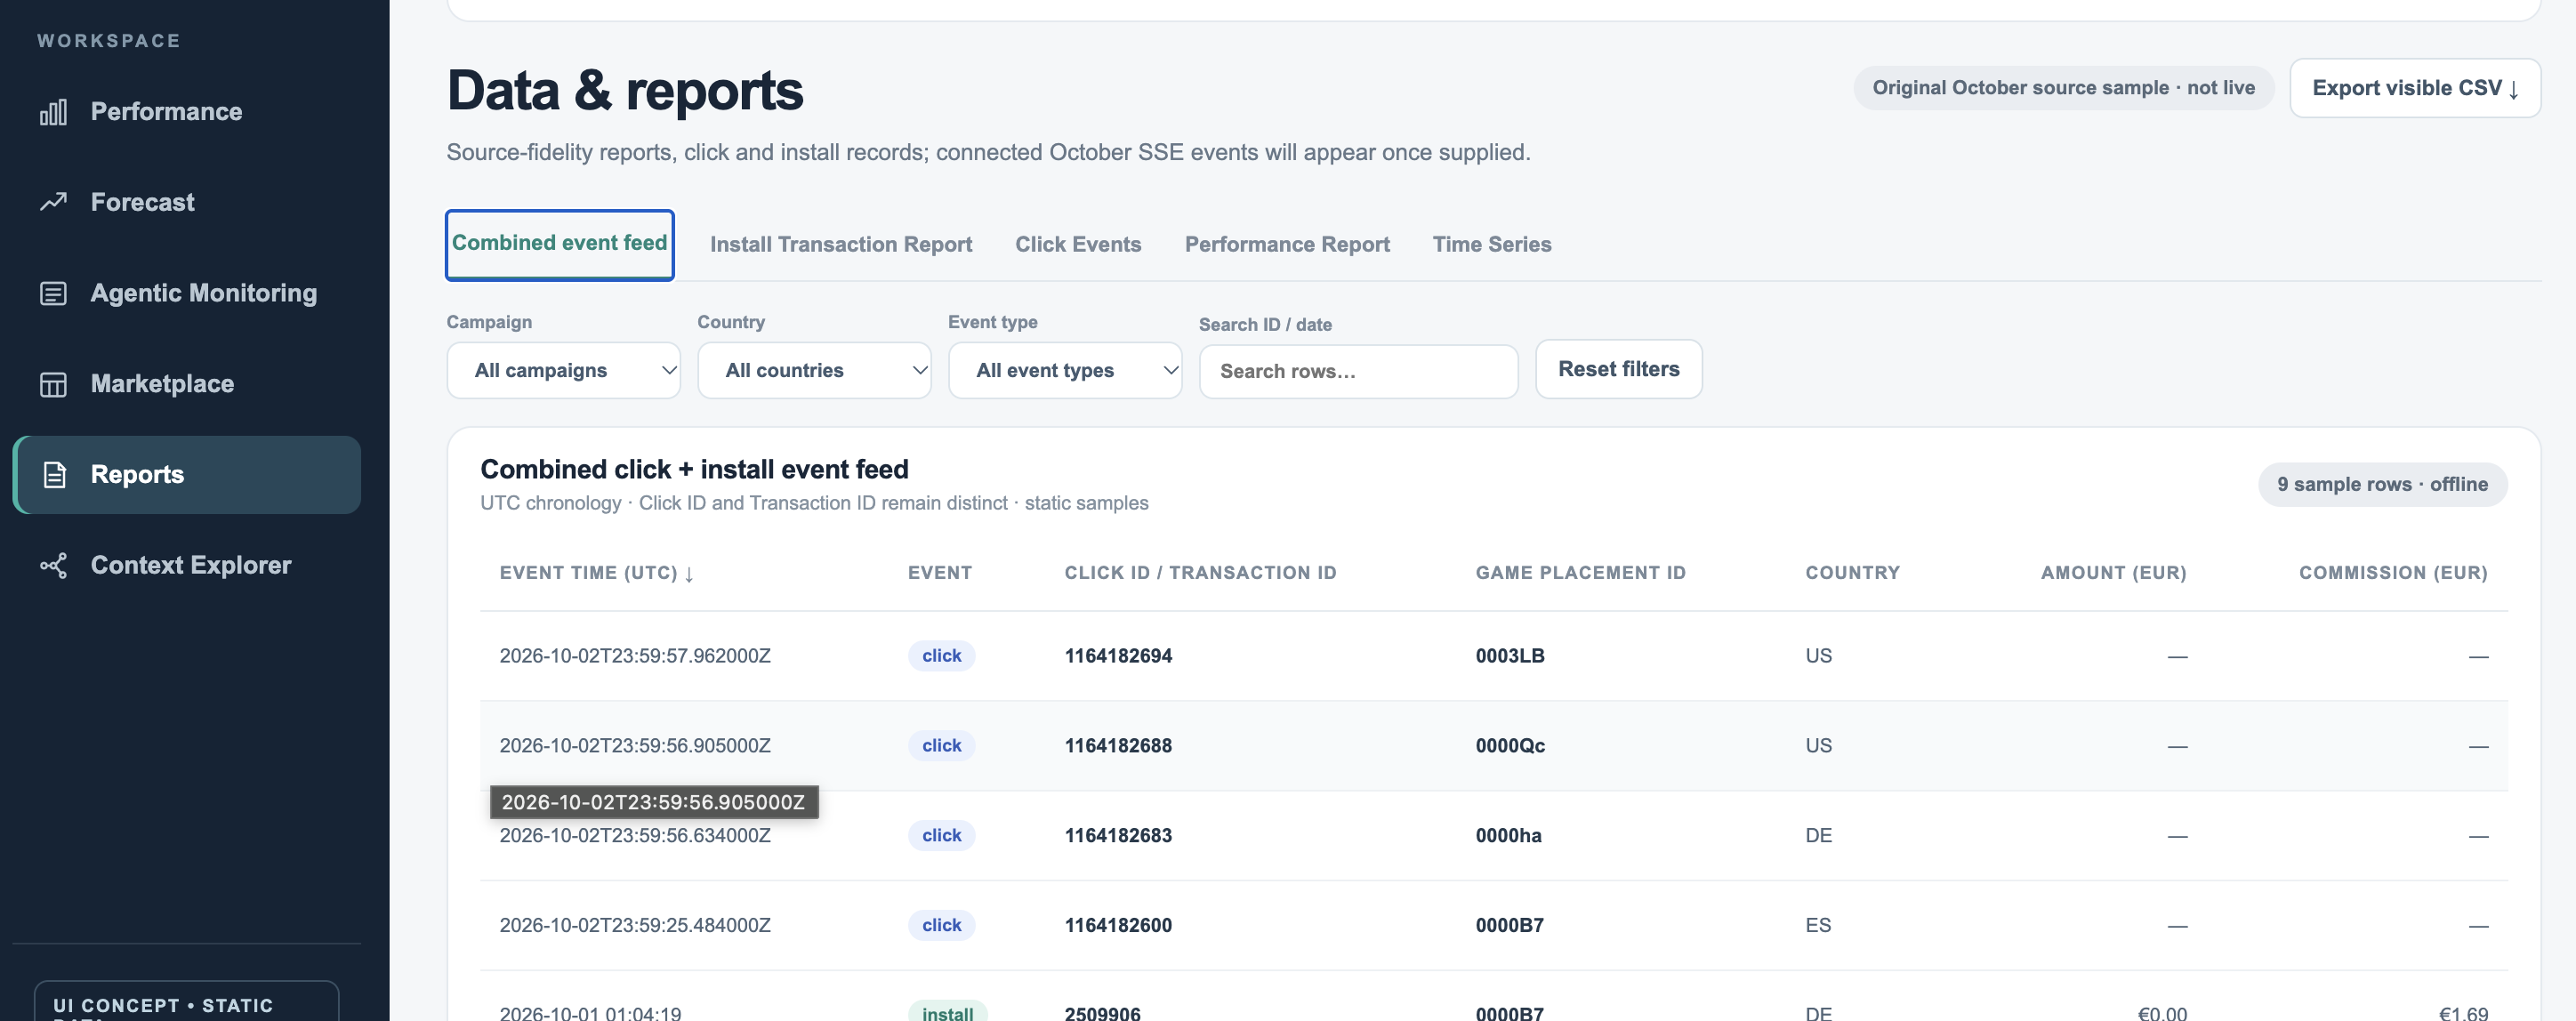 WORKSPACE
Performance
Forecast
Agentic Monitoring
Marketplace
Reports
Context Explorer
UI CONCEPT • STATIC
Data & reports
Original October source sample · not live
Export visible CSV ↓
Source-fidelity reports, click and install records; connected October SSE events will appear once supplied.
Combined event feed
Install Transaction Report
Click Events
Performance Report
Time Series
Campaign
Country
Event type
Search ID / date
All campaigns
All countries
All event types
Search rows…
Reset filters
Combined click + install event feed
UTC chronology · Click ID and Transaction ID remain distinct · static samples
9 sample rows · offline
EVENT TIME (UTC) ↓ EVENT CLICK ID / TRANSACTION ID GAME PLACEMENT ID COUNTRY AMOUNT (EUR) COMMISSION (EUR)
2026-10-02T23:59:57.962000Z click 1164182694 0003LB US — —
2026-10-02T23:59:56.905000Z click 1164182688 0000Qc US — —
2026-10-02T23:59:56.905000Z
2026-10-02T23:59:56.634000Z click 1164182683 0000ha DE — —
2026-10-02T23:59:25.484000Z click 1164182600 0000B7 ES — —
2026-10-01 01:04:19 install 2509906 0000B7 DE €0.00 €1.69